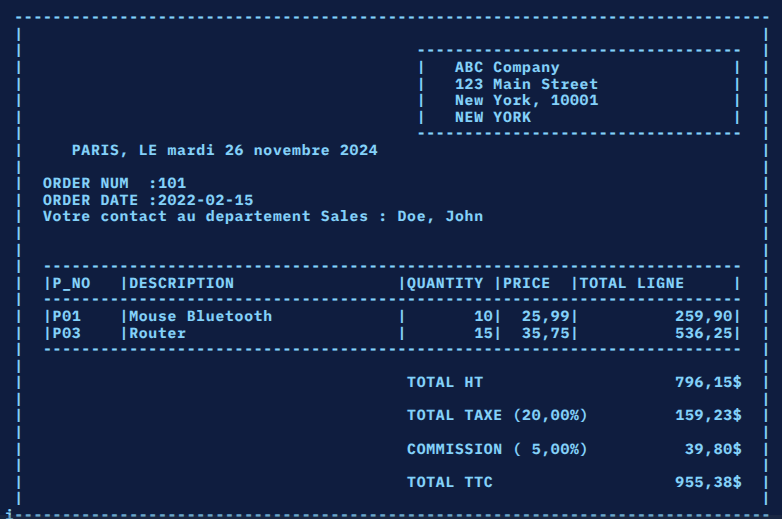 ABC Company
123 Main Street
New York, 10001
NEW YORK
PARIS, LE mardi 26 novembre 2024
ORDER NUM  :101
ORDER DATE :2022-02-15
Votre contact au departement Sales : Doe, John
|P_NO   |DESCRIPTION                 |QUANTITY |PRICE  |TOTAL LIGNE     |
|P01    |Mouse Bluetooth             |       10|  25,99|          259,90|
|P03    |Router                      |       15|  35,75|          536,25|
TOTAL HT                    796,15$
TOTAL TAXE (20,00%)         159,23$
COMMISSION ( 5,00%)          39,80$
TOTAL TTC                   955,38$
i